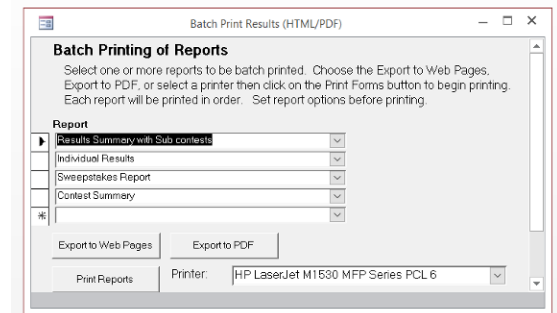 Batch Print Results (HTML/PDF)
Batch Printing of Reports
Select one or more reports to be batch printed. Choose the Export to Web Pages,
Export to PDF, or select a printer then click on the Print Forms button to begin printing.
Each report will be printed in order. Set report options before printing.
Report
Results Summary with Sub contests
Individual Results
Sweepstakes Report
Contest Summary
Export to Web Pages Export to PDF
Print Reports Printer: HP LaserJet M1530 MFP Series PCL 6